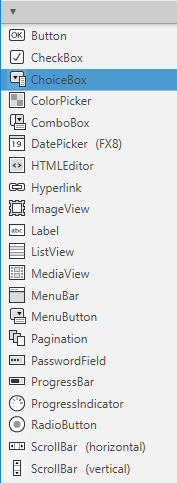 Button
CheckBox
ChoiceBox
ColorPicker
ComboBox
DatePicker (FX8)
HTMLEditor
Hyperlink
ImageView
Label
ListView
MediaView
MenuBar
MenuButton
Pagination
PasswordField
ProgressBar
ProgressIndicator
RadioButton
ScrollBar (horizontal)
ScrollBar (vertical)